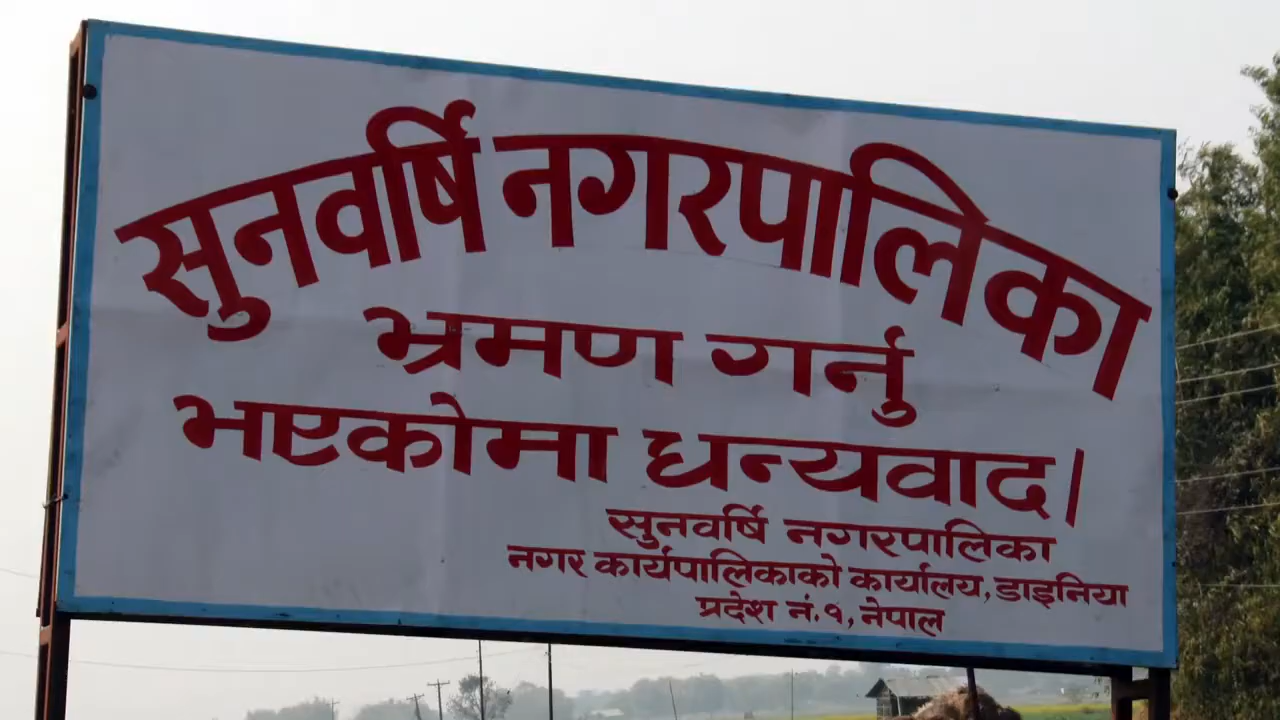 सुनवर्षि नगरपालिका
भ्रमण गर्नु
भएकोमा धन्यवाद।
सुनवर्षि नगरपालिका
नगर कार्यपालिकाको कार्यालय, डाइनिया
प्रदेश नं. १, नेपाल